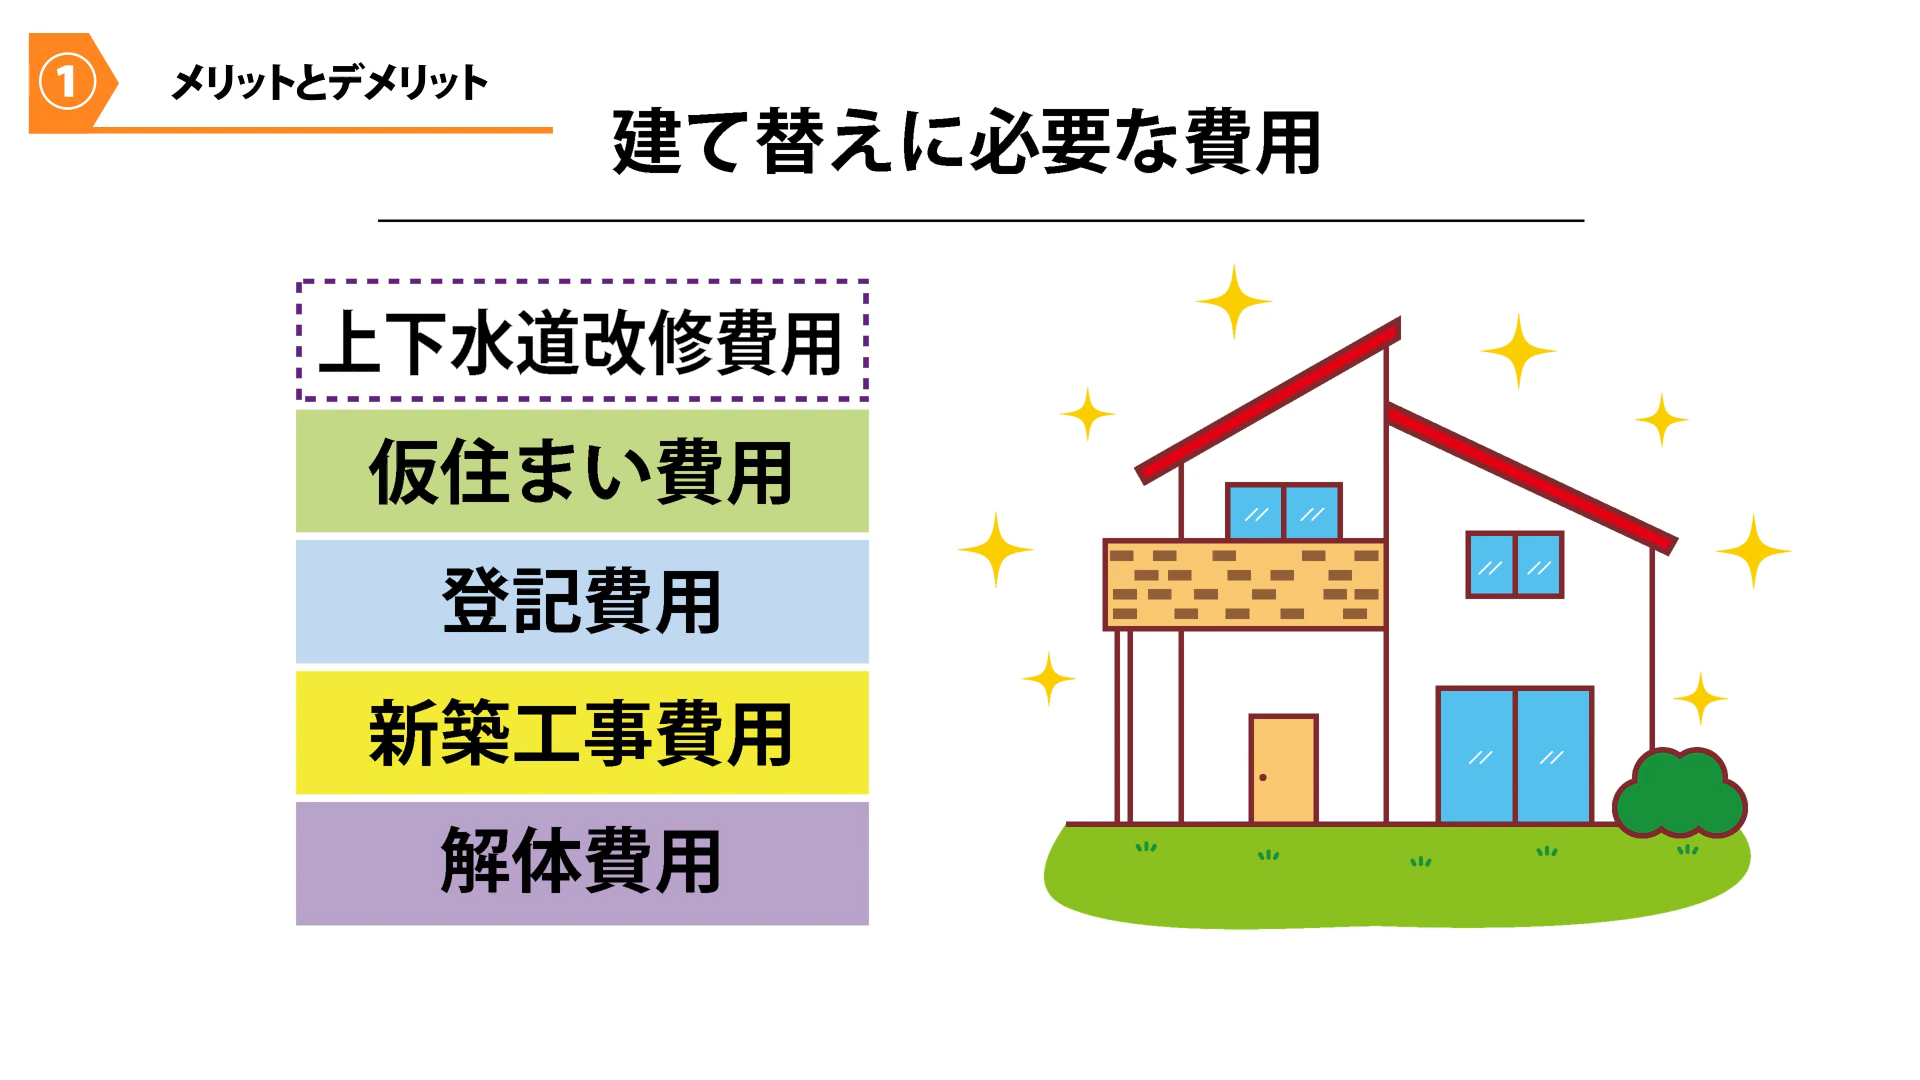 ①
メリットとデメリット
建て替えに必要な費用
上下水道改修費用
仮住まい費用
登記費用
新築工事費用
解体費用